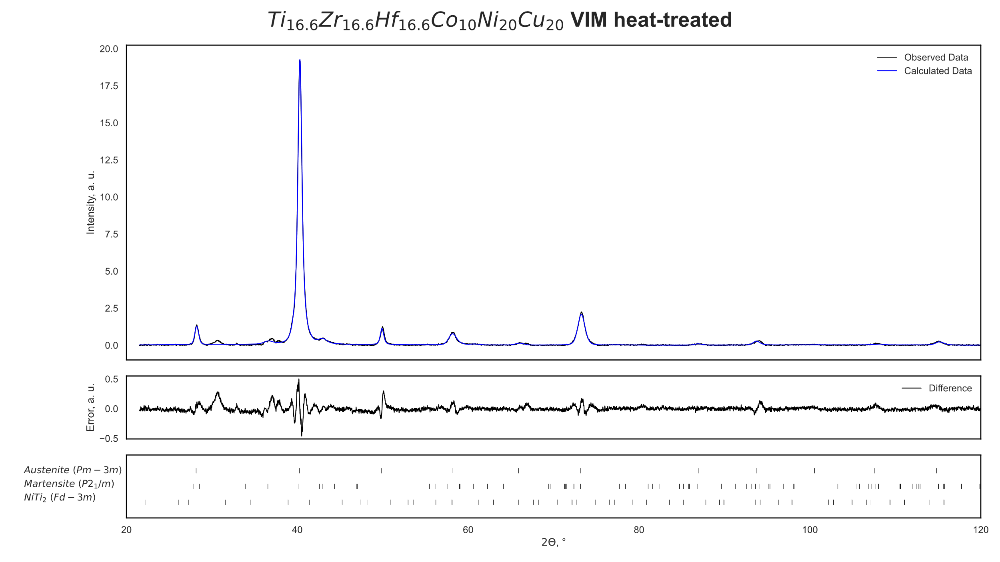 Ti₁₆.₆Zr₁₆.₆Hf₁₆.₆Co₁₀Ni₂₀Cu₂₀ VIM heat-treated
20.0
Observed Data
Calculated Data
17.5
15.0
12.5
Intensity, a. u.
10.0
7.5
5.0
2.5
0.0
0.5
Difference
Error, a. u.
0.0
−0.5
Austenite (Pm − 3m)
Martensite (P2₁/m)
NiTi₂ (Fd − 3m)
20 40 60 80 100 120
2Θ, °